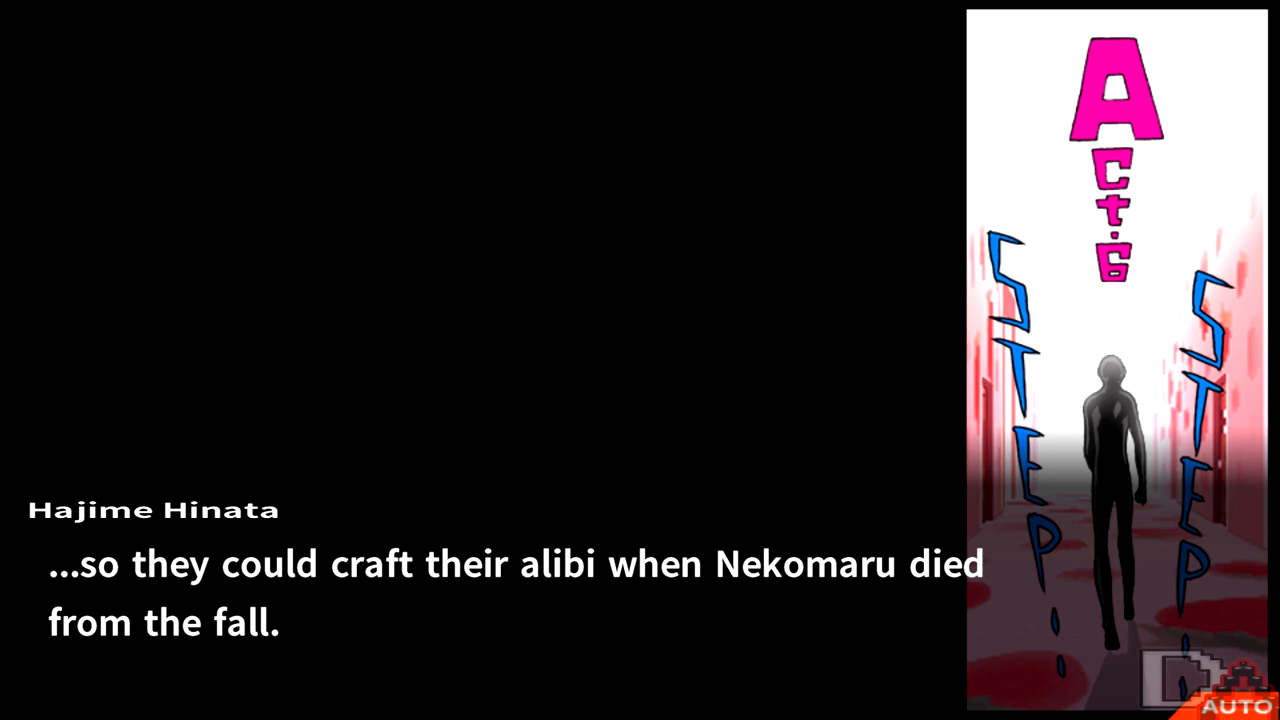 Act.6
STEP..
STEP..
Hajime Hinata
...so they could craft their alibi when Nekomaru died
from the fall.
AUTO